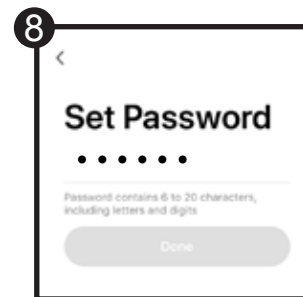 8
<
Set Password
• • • • • •
Password contains 6 to 20 characters,
including letters and digits
Done